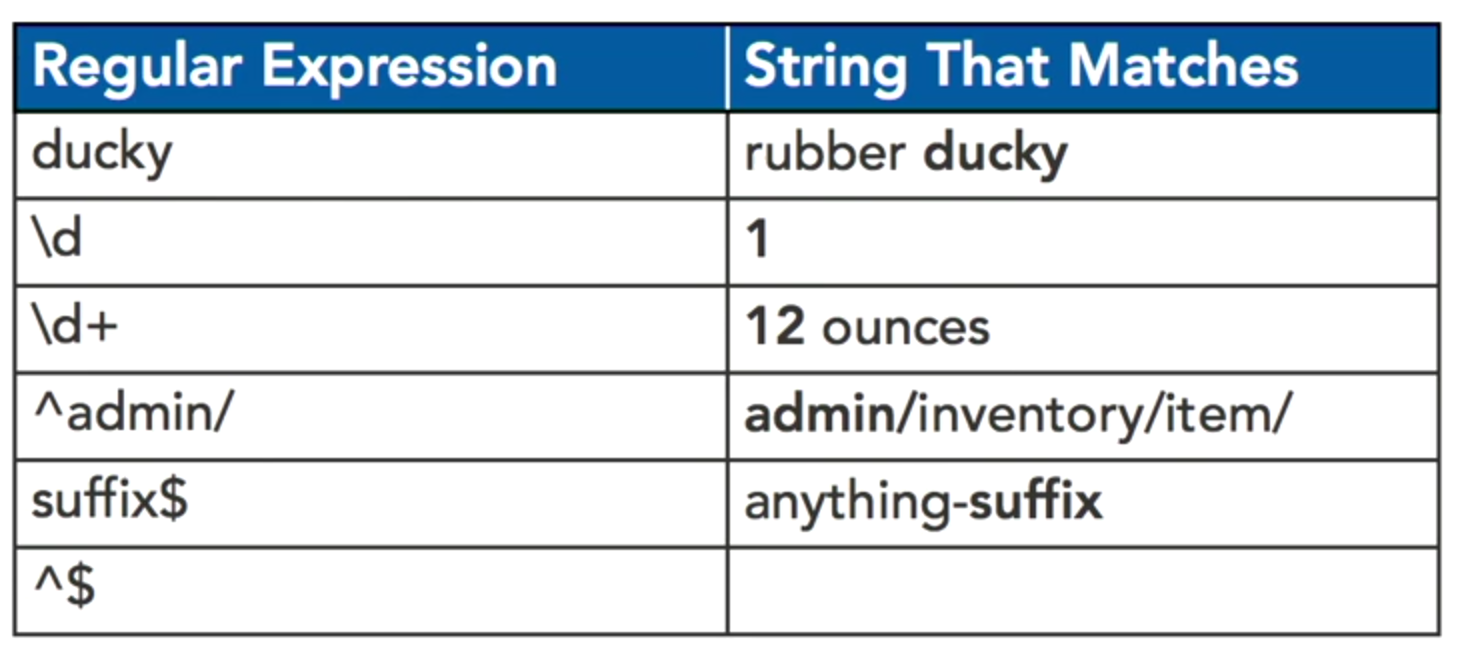 Regular Expression String That Matches
ducky rubber ducky
\d 1
\d+ 12 ounces
^admin/ admin/inventory/item/
suffix$ anything-suffix
^$